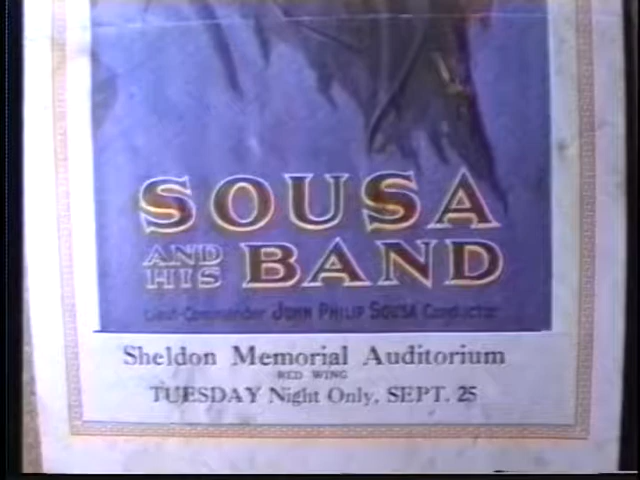 SOUSA
AND HIS BAND
Lieut-Commander JOHN PHILIP SOUSA Conductor
Sheldon Memorial Auditorium
RED WING
TUESDAY Night Only, SEPT. 25